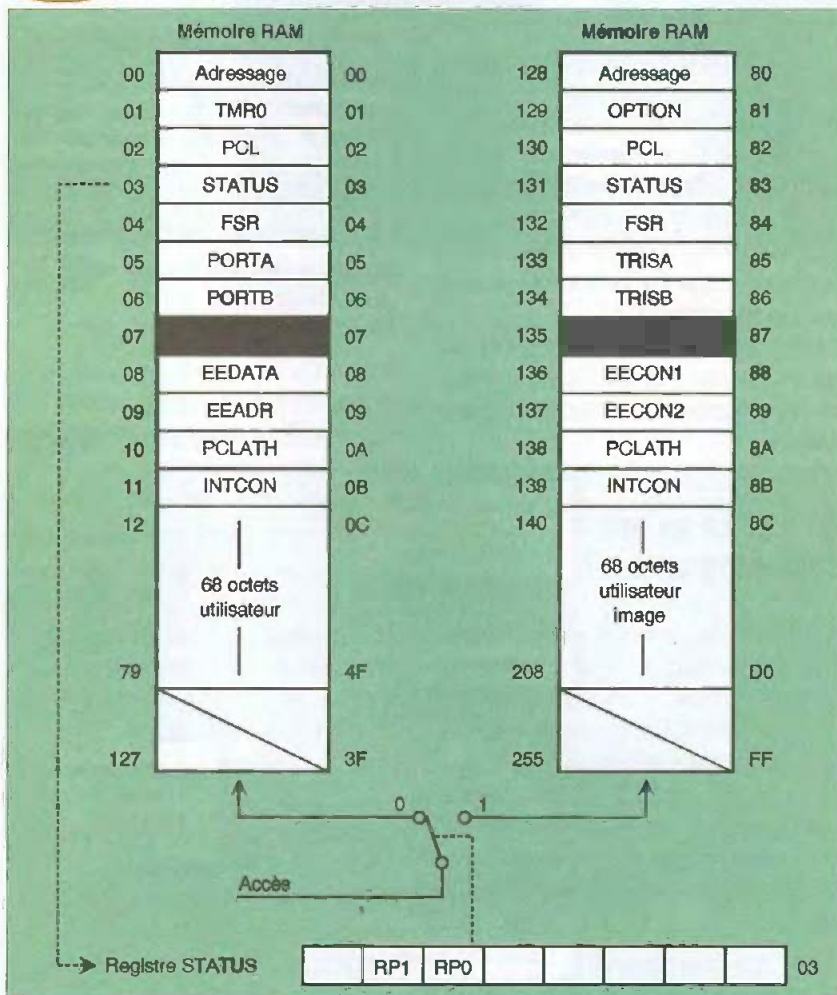 Mémoire RAM
00 Adressage 00
01 TMR0 01
02 PCL 02
03 STATUS 03
04 FSR 04
05 PORTA 05
06 PORTB 06
07 07
08 EEDATA 08
09 EEADR 09
10 PCLATH 0A
11 INTCON 0B
12 0C
68 octets
utilisateur
79 4F
127 3F
Mémoire RAM
128 Adressage 80
129 OPTION 81
130 PCL 82
131 STATUS 83
132 FSR 84
133 TRISA 85
134 TRISB 86
135 87
136 EECON1 88
137 EECON2 89
138 PCLATH 8A
139 INTCON 8B
140 8C
68 octets
utilisateur
image
208 D0
255 FF
0 1
Accès
Registre STATUS RP1 RP0 03